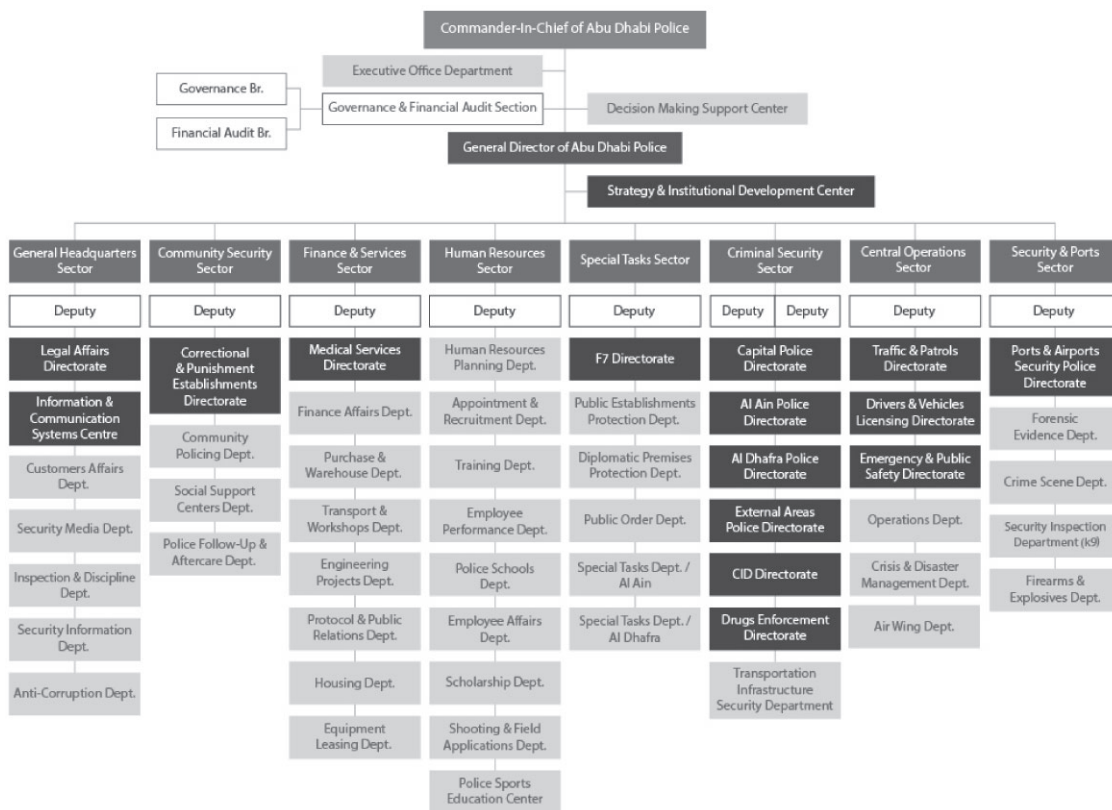 Commander-In-Chief of Abu Dhabi Police
Executive Office Department
Governance Br.
Governance & Financial Audit Section
Decision Making Support Center
Financial Audit Br.
General Director of Abu Dhabi Police
Strategy & Institutional Development Center
General Headquarters
Sector
Deputy
Legal Affairs
Directorate
Information &
Communication
Systems Centre
Customers Affairs
Dept.
Security Media Dept.
Inspection & Discipline
Dept.
Security Information
Dept.
Anti-Corruption Dept.
Community Security
Sector
Deputy
Correctional
& Punishment
Establishments
Directorate
Community
Policing Dept.
Social Support
Centers Dept.
Police Follow-Up &
Aftercare Dept.
Finance & Services
Sector
Deputy
Medical Services
Directorate
Finance Affairs Dept.
Purchase &
Warehouse Dept.
Transport &
Workshops Dept.
Engineering
Projects Dept.
Protocol & Public
Relations Dept.
Housing Dept.
Equipment
Leasing Dept.
Human Resources
Sector
Deputy
Human Resources
Planning Dept.
Appointment &
Recruitment Dept.
Training Dept.
Employee
Performance Dept.
Police Schools
Dept.
Employee Affairs
Dept.
Scholarship Dept.
Shooting & Field
Applications Dept.
Police Sports
Education Center
Special Tasks Sector
Deputy
F7 Directorate
Public Establishments
Protection Dept.
Diplomatic Premises
Protection Dept.
Public Order Dept.
Special Tasks Dept. /
Al Ain
Special Tasks Dept. /
Al Dhafra
Criminal Security
Sector
Deputy
Deputy
Capital Police
Directorate
Al Ain Police
Directorate
Al Dhafra Police
Directorate
External Areas
Police Directorate
CID Directorate
Drugs Enforcement
Directorate
Transportation
Infrastructure
Security Department
Central Operations
Sector
Deputy
Traffic & Patrols
Directorate
Drivers & Vehicles
Licensing Directorate
Emergency & Public
Safety Directorate
Operations Dept.
Crisis & Disaster
Management Dept.
Air Wing Dept.
Security & Ports
Sector
Deputy
Ports & Airports
Security Police
Directorate
Forensic
Evidence Dept.
Crime Scene Dept.
Security Inspection
Department (k9)
Firearms &
Explosives Dept.